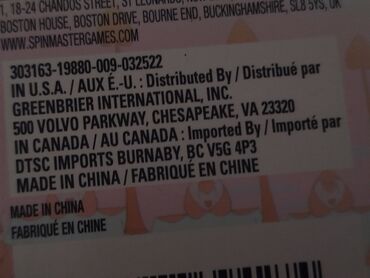 1, 18-24 CHANDOS STREET, ST LEONARDS,
BOSTON HOUSE, BOSTON DRIVE, BOURNE END, BUCKINGHAMSHIRE, SL8 5YS, UK
WWW.SPINMASTERGAMES.COM
303163-19880-009-032522
IN U.S.A. / AUX É.-U. : Distributed By / Distribué par
GREENBRIER INTERNATIONAL, INC.
500 VOLVO PARKWAY, CHESAPEAKE, VA 23320
IN CANADA / AU CANADA : Imported By / Importé par
DTSC IMPORTS BURNABY, BC V5G 4P3
MADE IN CHINA / FABRIQUÉ EN CHINE
MADE IN CHINA
FABRIQUÉ EN CHINE